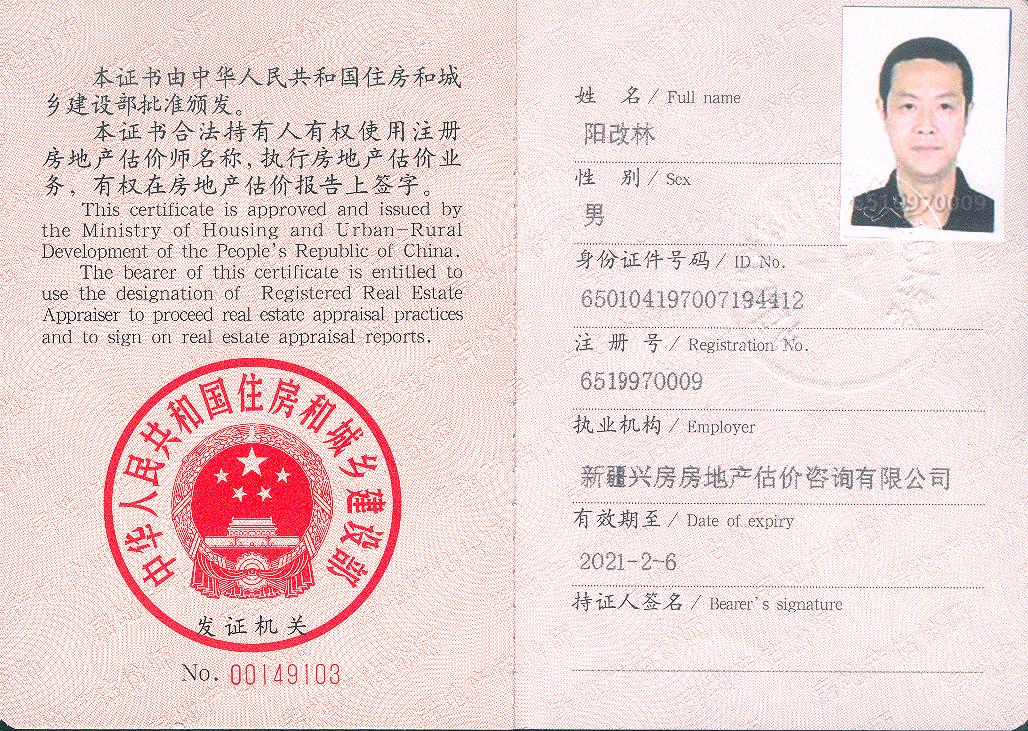 本证书由中华人民共和国住房和城
乡建设部批准颁发。
本证书合法持有人有权使用注册
房地产估价师名称,执行房地产估价业
务，有权在房地产估价报告上签字。
This certificate is approved and issued by
the Ministry of Housing and Urban-Rural
Development of the People's Republic of China.
The bearer of this certificate is entitled to
use the designation of Registered Real Estate
Appraiser to proceed real estate appraisal practices
and to sign on real estate appraisal reports.
中华人民共和国住房和城乡建设部
发证机关
No. 00149103
姓 名 / Full name
阳改林
性 别 / Sex
男
身份证件号码 / ID No.
650104197007194412
注 册 号 / Registration No.
6519970009
执业机构 / Employer
新疆兴房房地产估价咨询有限公司
有效期至 / Date of expiry
2021-2-6
持证人签名 / Bearer's signature
6519970009